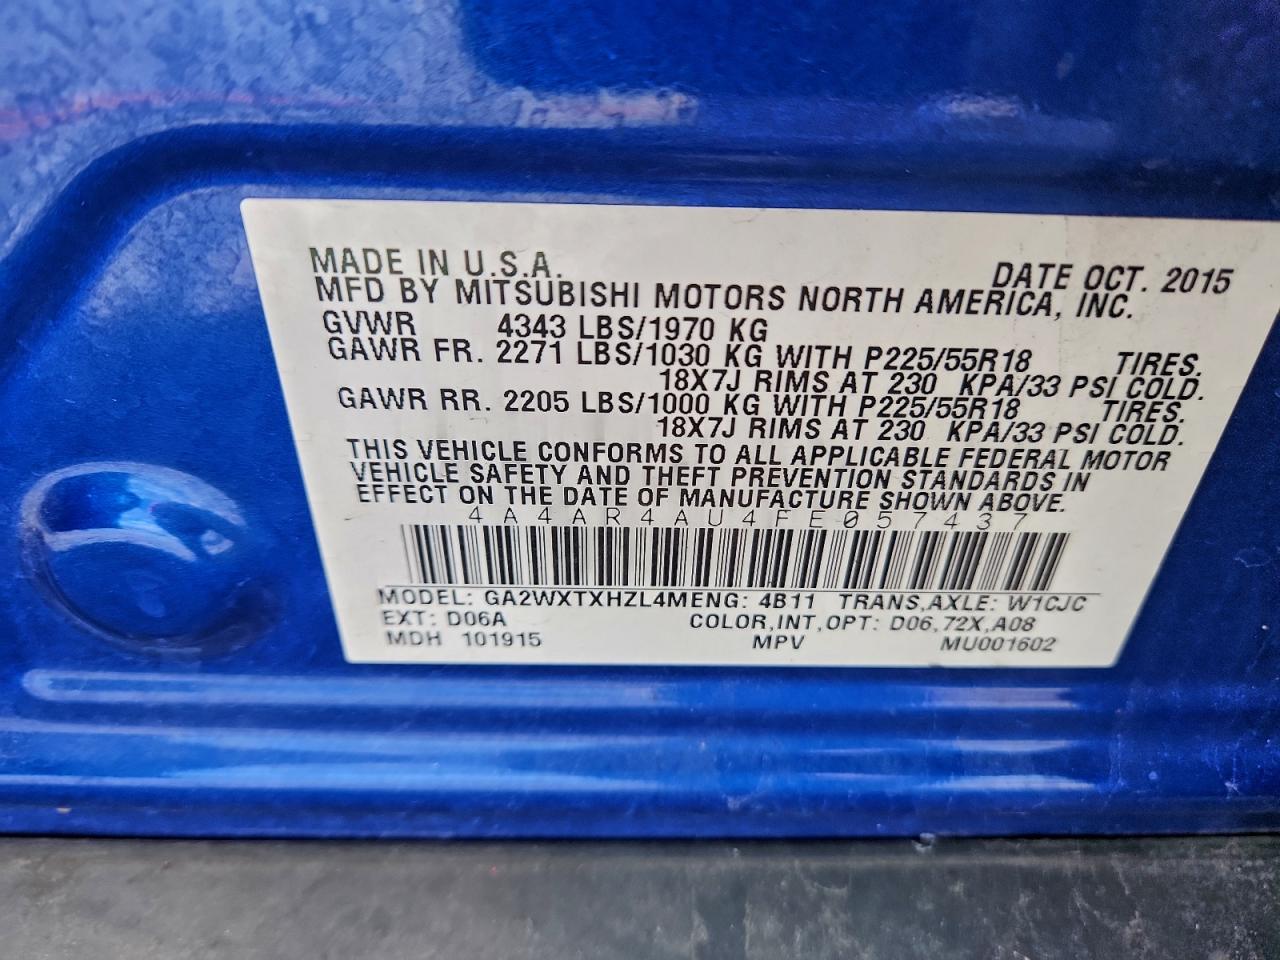 MADE IN U.S.A. DATE OCT. 2015
MFD BY MITSUBISHI MOTORS NORTH AMERICA, INC.
GVWR 4343 LBS/1970 KG
GAWR FR. 2271 LBS/1030 KG WITH P225/55R18 TIRES.
18X7J RIMS AT 230 KPA/33 PSI COLD.
GAWR RR. 2205 LBS/1000 KG WITH P225/55R18 TIRES.
18X7J RIMS AT 230 KPA/33 PSI COLD.
THIS VEHICLE CONFORMS TO ALL APPLICABLE FEDERAL MOTOR
VEHICLE SAFETY AND THEFT PREVENTION STANDARDS IN
EFFECT ON THE DATE OF MANUFACTURE SHOWN ABOVE.
4A4AR4AU4FE057437
MODEL: GA2WXTXHZL4MENG: 4B11 TRANS,AXLE: W1CJC
EXT: D06A COLOR,INT,OPT: D06,72X,A08
MDH 101915 MPV MU001602